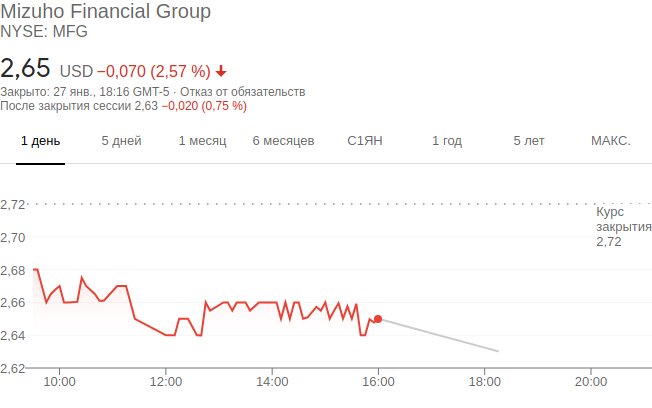 Mizuho Financial Group
NYSE: MFG
2,65 USD −0,070 (2,57 %)
Закрыто: 27 янв., 18:16 GMT-5 · Отказ от обязательств
После закрытия сессии 2,63 −0,020 (0,75 %)
1 день 5 дней 1 месяц 6 месяцев С1ЯН 1 год 5 лет МАКС.
2,72
Курс
закрытия
2,72
2,70
2,68
2,66
2,64
2,62
10:00 12:00 14:00 16:00 18:00 20:00